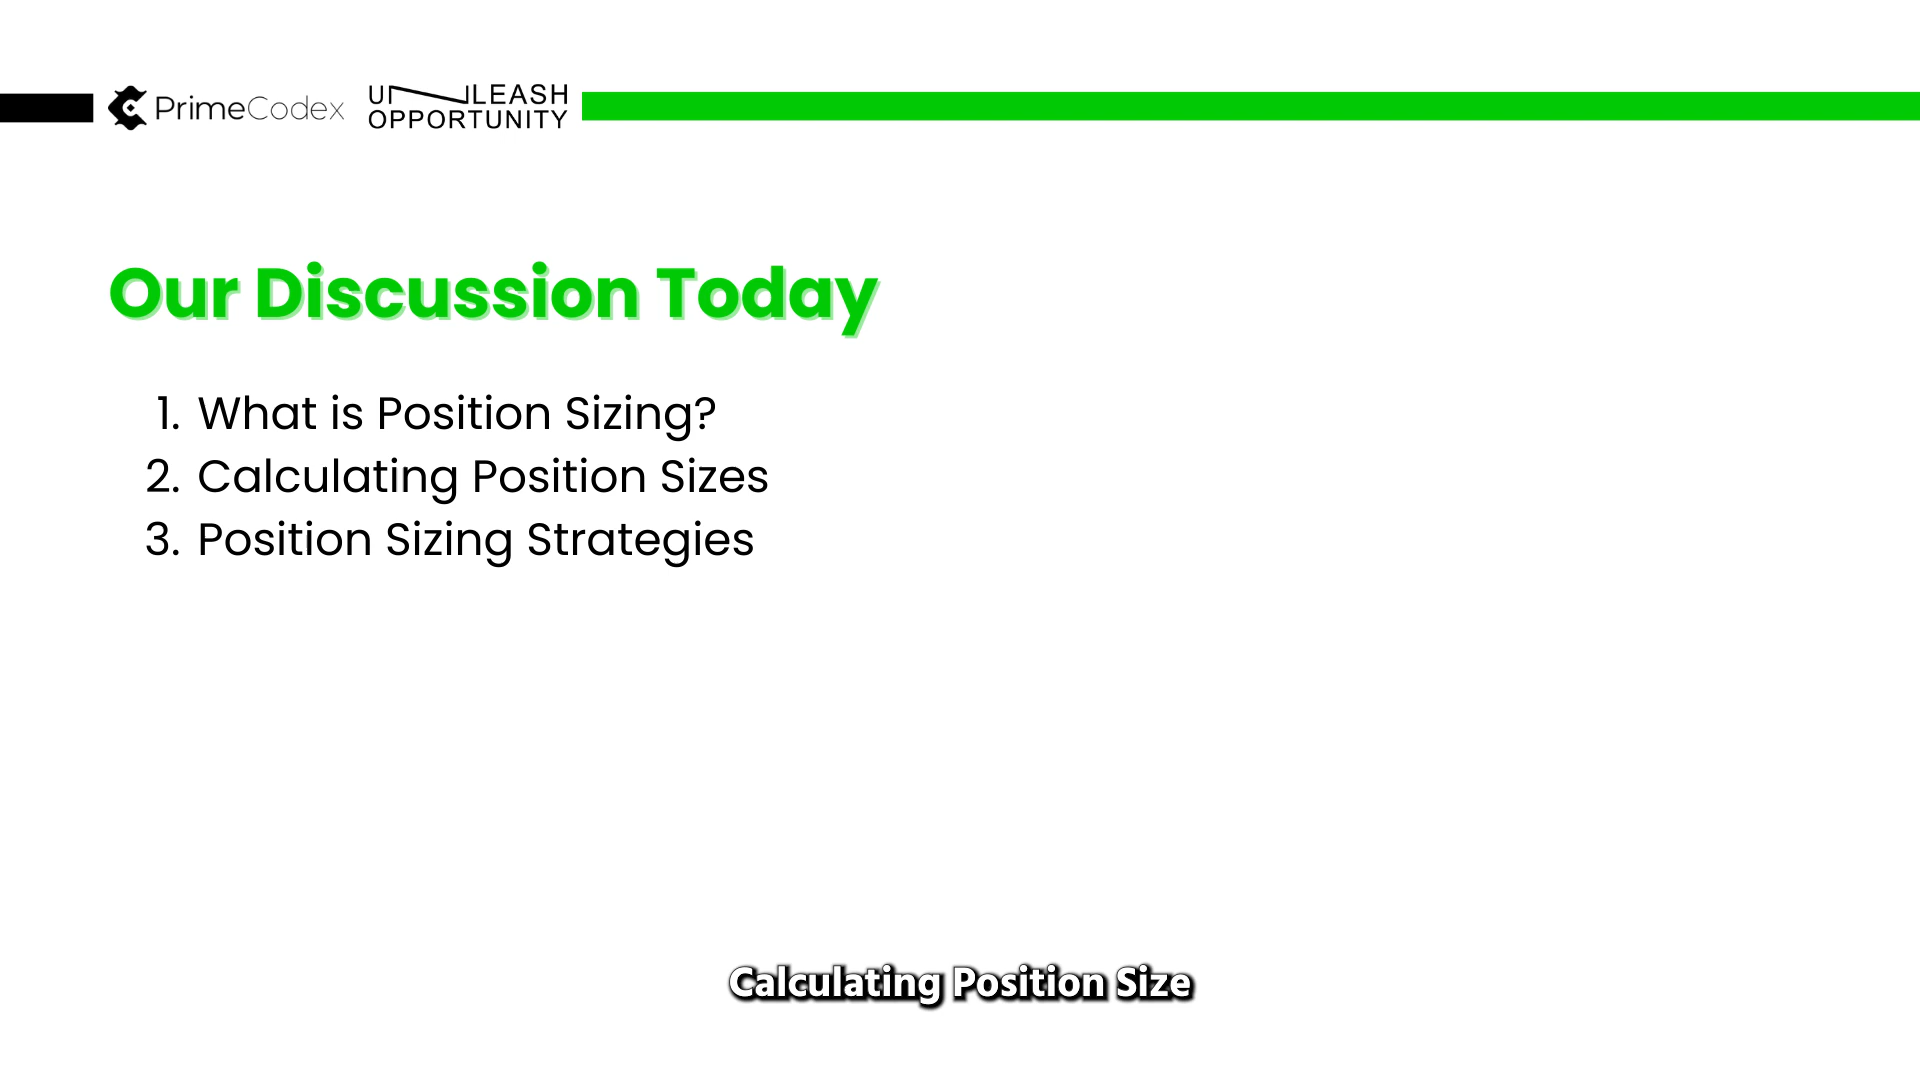 PrimeCodex
UNLEASH
OPPORTUNITY
Our Discussion Today
1. What is Position Sizing?
2. Calculating Position Sizes
3. Position Sizing Strategies
Calculating Position Size